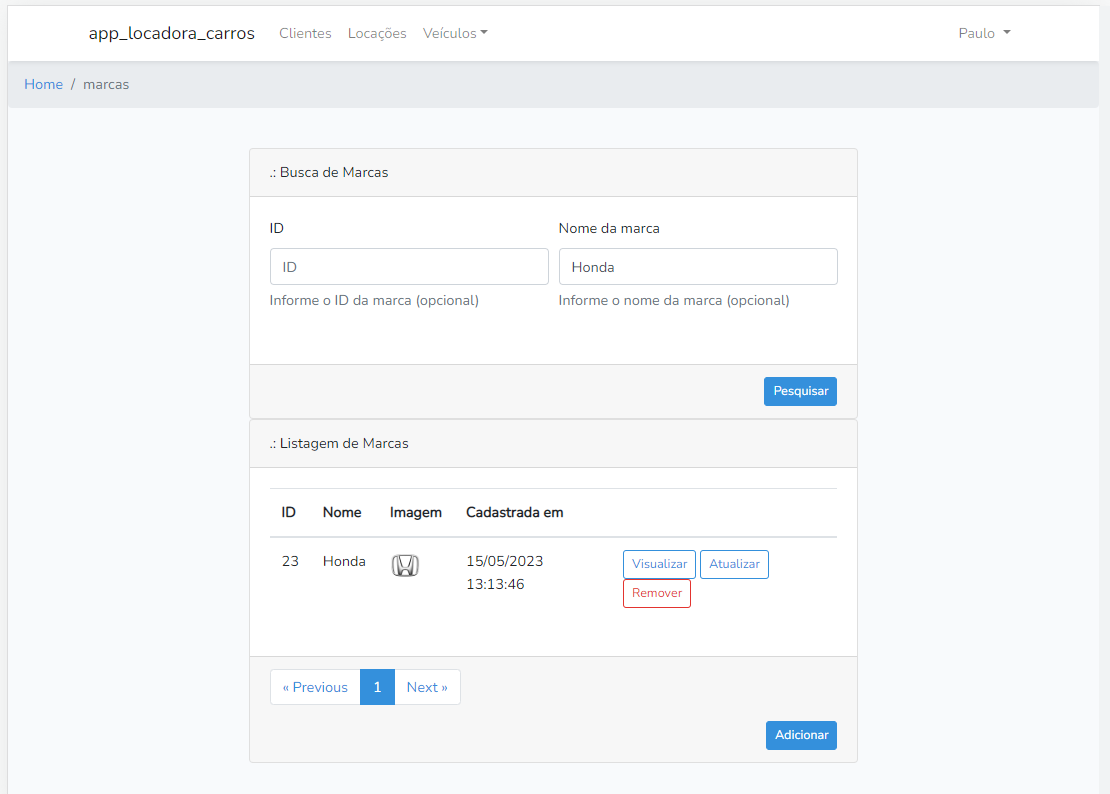 app_locadora_carros Clientes Locações Veículos Paulo
Home / marcas
.: Busca de Marcas
ID Nome da marca
ID Honda
Informe o ID da marca (opcional) Informe o nome da marca (opcional)
Pesquisar
.: Listagem de Marcas
ID Nome Imagem Cadastrada em
23 Honda 15/05/2023 Visualizar Atualizar
13:13:46 Remover
« Previous 1 Next »
Adicionar